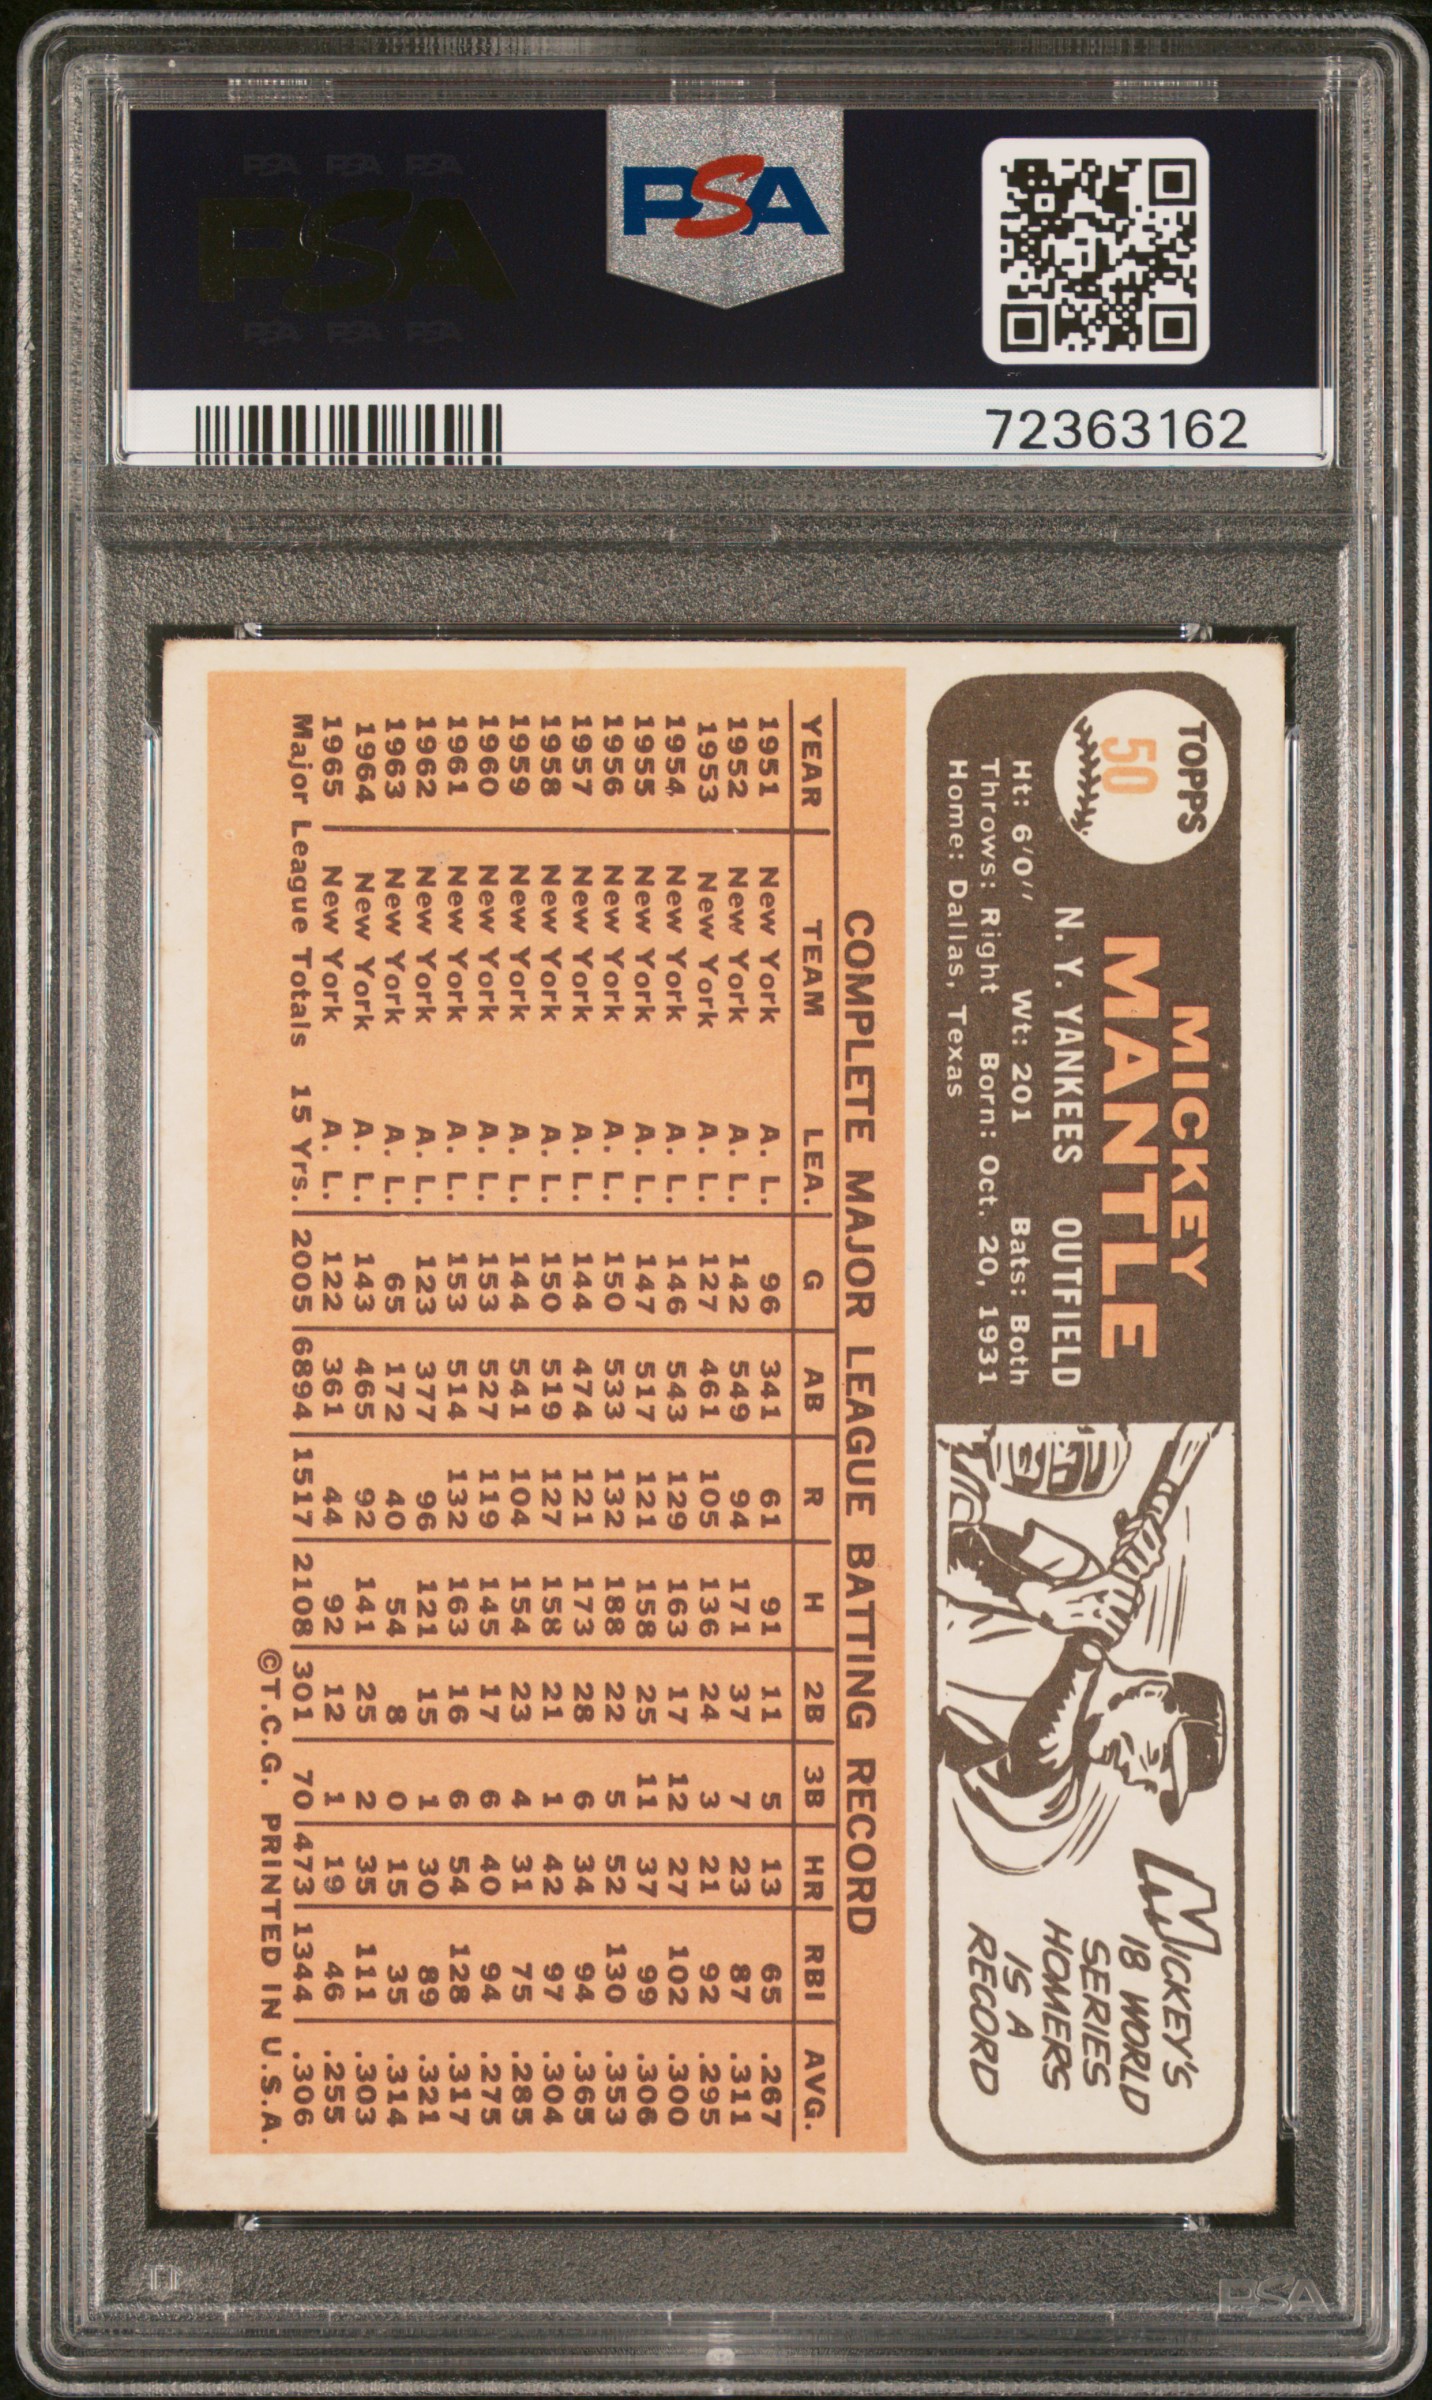 PSA PSA PSA
PSA
PSA PSA PSA
PSA
72363162
TOPPS
50
MICKEY
MANTLE
N. Y. YANKEES OUTFIELD
Ht: 6'0'' Wt: 201 Bats: Both
Throws: Right Born: Oct. 20, 1931
Home: Dallas, Texas
MICKEY'S
18 WORLD
SERIES
HOMERS
IS A
RECORD
COMPLETE MAJOR LEAGUE BATTING RECORD
YEAR TEAM LEA. G AB R H 2B 3B HR RBI AVG.
1951 New York A. L. 96 341 61 91 11 5 13 65 .267
1952 New York A. L. 142 549 94 171 37 7 23 87 .311
1953 New York A. L. 127 461 105 136 24 3 21 92 .295
1954 New York A. L. 146 543 129 163 17 12 27 102 .300
1955 New York A. L. 147 517 121 158 25 11 37 99 .306
1956 New York A. L. 150 533 132 188 22 5 52 130 .353
1957 New York A. L. 144 474 121 173 28 6 34 94 .365
1958 New York A. L. 150 519 127 158 21 1 42 97 .304
1959 New York A. L. 144 541 104 154 23 4 31 75 .285
1960 New York A. L. 153 527 119 145 17 6 40 94 .275
1961 New York A. L. 153 514 132 163 16 6 54 128 .317
1962 New York A. L. 123 377 96 121 15 1 30 89 .321
1963 New York A. L. 65 172 40 54 8 0 15 35 .314
1964 New York A. L. 143 465 92 141 25 2 35 111 .303
1965 New York A. L. 122 361 44 92 12 1 19 46 .255
Major League Totals 15 Yrs. 2005 6894 1517 2108 301 70 473 1344 .306
©T.C.G. PRINTED IN U.S.A.
PSA